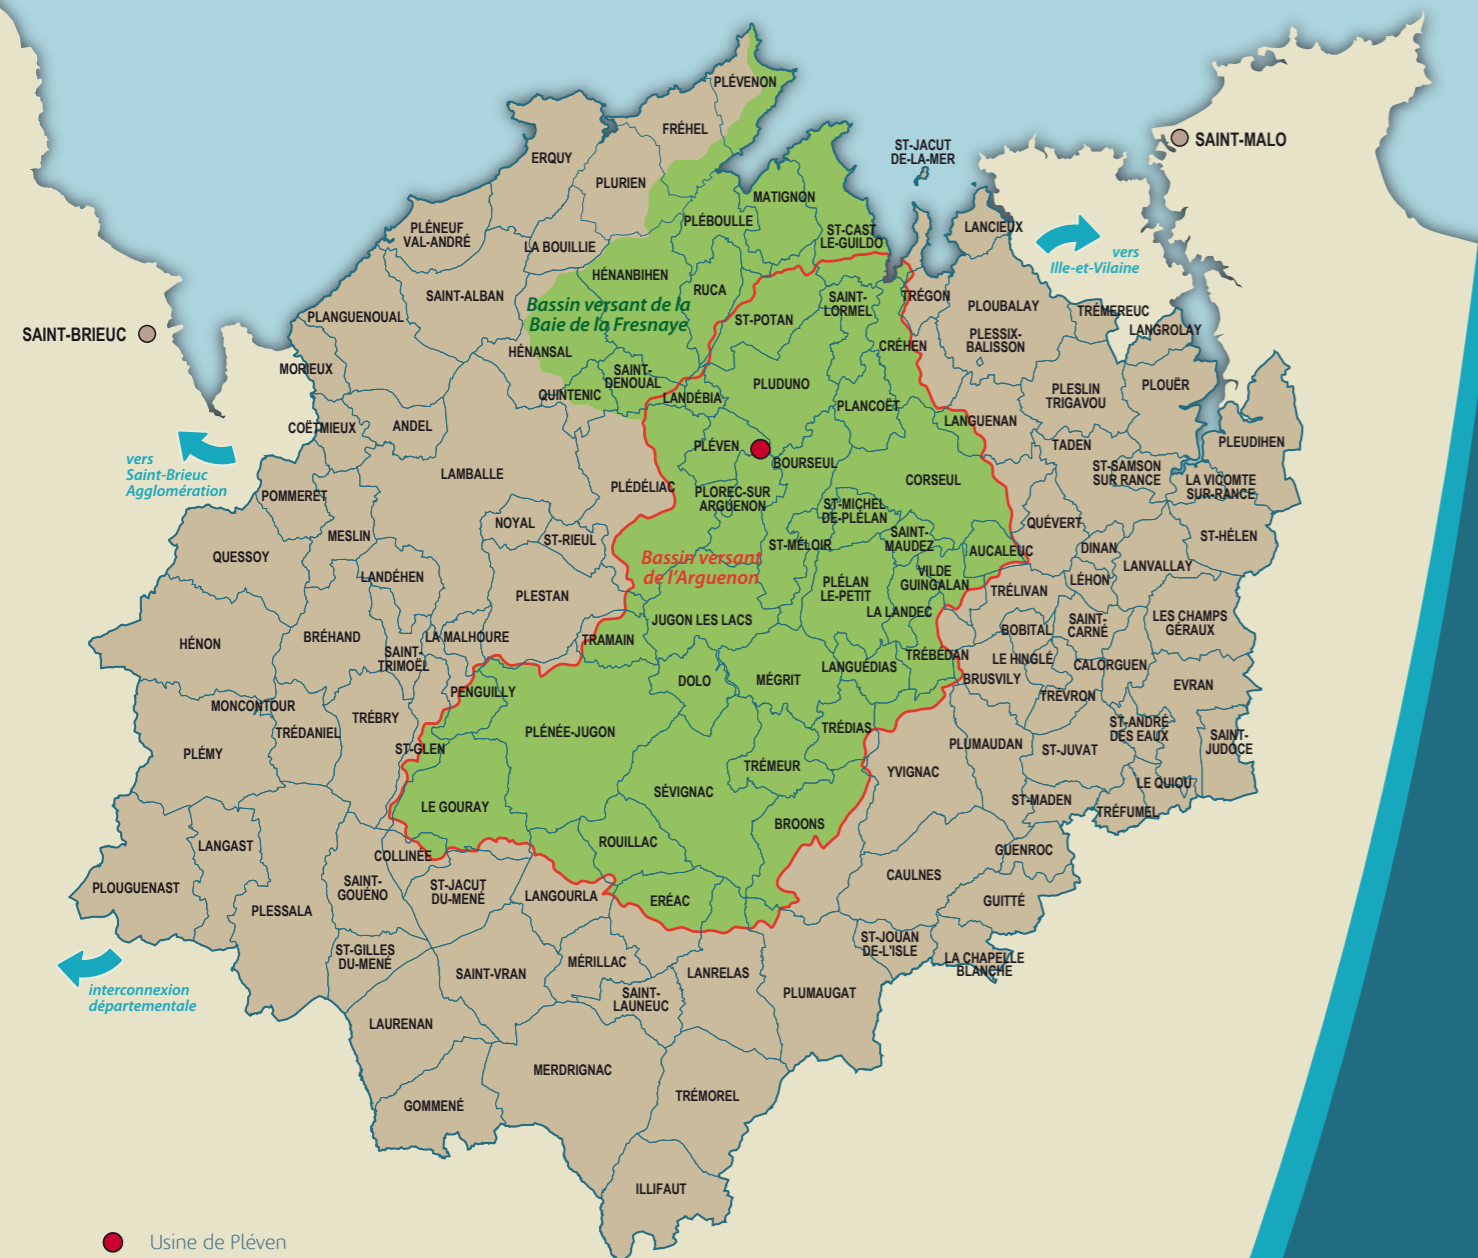 PLÉVENON
FRÉHEL
ST-JACUT
DE-LA-MER
SAINT-MALO
ERQUY
PLURIEN
MATIGNON
PLÉBOULLE
LANCIEUX
PLÉNEUF
VAL-ANDRÉ
LA BOUILLIE
ST-CAST
LE-GUILDO
vers
Ille-et-Vilaine
HÉNANBIHEN
RUCA
SAINT-ALBAN
Bassin versant de la
Baie de la Fresnaye
SAINT-
LORMEL
TRÉGON
PLOUBALAY
TRÉMEREUC
PLANGUENOUAL
ST-POTAN
LANGROLAY
SAINT-BRIEUC
PLESSIX-
BALISSON
CRÉHEN
HÉNANSAL
MORIEUX
SAINT-
DENOUAL
PLUDUNO
PLESLIN
TRIGAVOU
PLOUËR
QUINTENIC
LANDÉBIA
PLANCOËT
LANGUENAN
COËTMIEUX
ANDEL
PLÉVEN
TADEN
PLEUDIHEN
BOURSEUL
vers
Saint-Brieuc
Agglomération
LAMBALLE
ST-SAMSON
SUR RANCE
CORSEUL
LA VICOMTE
SUR-RANCE
PLÉDÉLIAC
POMMERET
PLOREC-SUR
ARGUENON
ST-MICHEL
DE-PLÉLAN
NOYAL
QUÉVERT
MESLIN
ST-RIEUL
ST-HÉLEN
SAINT-
MAUDEZ
ST-MÉLOIR
AUCALEUC
DINAN
QUESSOY
Bassin versant
de l'Arguenon
LANVALLAY
LANDÉHEN
VILDE
GUINGALAN
LÉHON
PLÉLAN
LE-PETIT
TRÉLIVAN
PLESTAN
LA LANDEC
JUGON LES LACS
SAINT-
CARNÉ
LES CHAMPS
GÉRAUX
BOBITAL
HÉNON
BRÉHAND
LA MALHOURE
TRAMAIN
SAINT-
TRIMOËL
TRÉBÉDAN
LE HINGLÉ
CALORGUEN
LANGUÉDIAS
DOLO
MÉGRIT
BRUSVILY
EVRAN
PENGUILLY
TRÉVRON
MONCONTOUR
TRÉBRY
TRÉDANIEL
PLÉNÉE-JUGON
TRÉDIAS
ST-ANDRÉ
DES EAUX
SAINT-
JUDOCE
PLUMAUDAN
ST-GLEN
ST-JUVAT
PLÉMY
TRÉMEUR
YVIGNAC
LE QUIOU
SÉVIGNAC
ST-MADEN
LE GOURAY
TRÉFUMEL
BROONS
ROUILLAC
LANGAST
GUENROC
COLLINÉE
CAULNES
PLOUGUENAST
SAINT-
GOUÉNO
ST-JACUT
DU-MENÉ
LANGOURLA
ERÉAC
GUITTÉ
PLESSALA
ST-JOUAN
DE-L'ISLE
ST-GILLES
DU-MENÉ
MÉRILLAC
LA CHAPELLE
BLANCHE
SAINT-VRAN
LANRELAS
interconnexion
départementale
SAINT-
LAUNEUC
PLUMAUGAT
LAURENAN
MERDRIGNAC
TRÉMOREL
GOMMENÉ
ILLIFAUT
Usine de Pléven